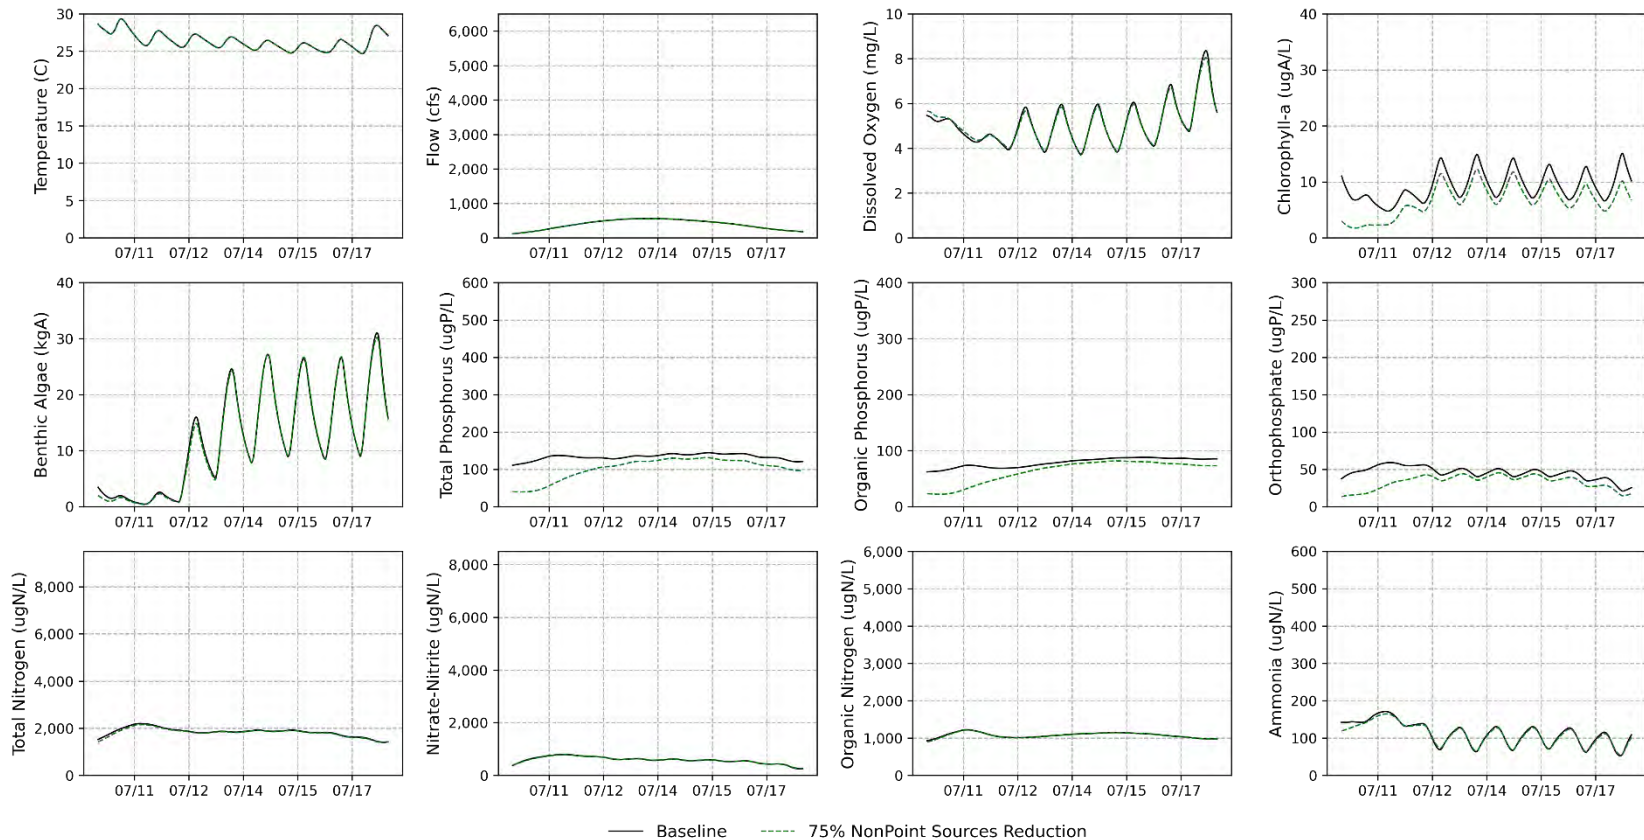 Temperature (C)
30
25
20
15
10
5
0
07/11 07/12 07/14 07/15 07/17
Flow (cfs)
6,500
5,500
4,500
3,500
2,500
1,000
0
07/11 07/12 07/14 07/15 07/17
Dissolved Oxygen (mg/L)
10
8
6
4
2
0
07/11 07/12 07/14 07/15 07/17
Chlorophyll-a (ugA/L)
40
30
20
10
0
07/11 07/12 07/14 07/15 07/17
Benthic Algae (kgA)
40
30
20
10
0
07/11 07/12 07/14 07/15 07/17
Total Phosphorus (ugP/L)
600
500
400
300
200
100
0
07/11 07/12 07/14 07/15 07/17
Organic Phosphorus (ugP/L)
400
300
200
100
0
07/11 07/12 07/14 07/15 07/17
Orthophosphate (ugP/L)
300
250
200
150
100
50
0
07/11 07/12 07/14 07/15 07/17
Total Nitrogen (ugN/L)
8,000
6,000
4,000
2,000
0
07/11 07/12 07/14 07/15 07/17
Nitrate-Nitrite (ugN/L)
8,000
6,000
4,000
2,000
0
07/11 07/12 07/14 07/15 07/17
Organic Nitrogen (ugN/L)
6,000
5,000
4,000
3,000
2,000
1,000
0
07/11 07/12 07/14 07/15 07/17
Ammonia (ugN/L)
600
500
400
300
200
100
0
07/11 07/12 07/14 07/15 07/17
Baseline 75% NonPoint Sources Reduction